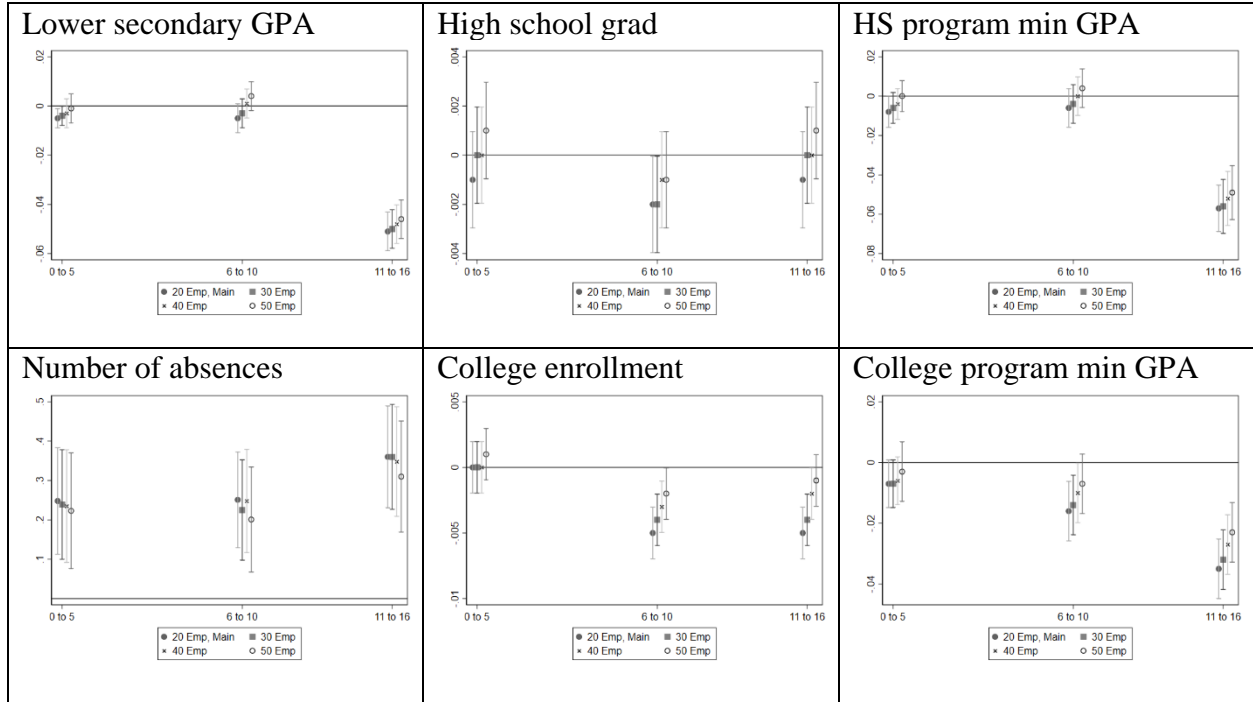 Lower secondary GPA
.02
0
-.02
-.04
-.06
0 to 5 6 to 10 11 to 16
20 Emp, Main 30 Emp
40 Emp 50 Emp
High school grad
.004
.002
0
-.002
-.004
0 to 5 6 to 10 11 to 16
20 Emp, Main 30 Emp
40 Emp 50 Emp
HS program min GPA
.02
0
-.02
-.04
-.06
-.08
0 to 5 6 to 10 11 to 16
20 Emp, Main 30 Emp
40 Emp 50 Emp
Number of absences
.5
.4
.3
.2
.1
0 to 5 6 to 10 11 to 16
20 Emp, Main 30 Emp
40 Emp 50 Emp
College enrollment
.005
0
-.005
-.01
0 to 5 6 to 10 11 to 16
20 Emp, Main 30 Emp
40 Emp 50 Emp
College program min GPA
.02
0
-.02
-.04
0 to 5 6 to 10 11 to 16
20 Emp, Main 30 Emp
40 Emp 50 Emp